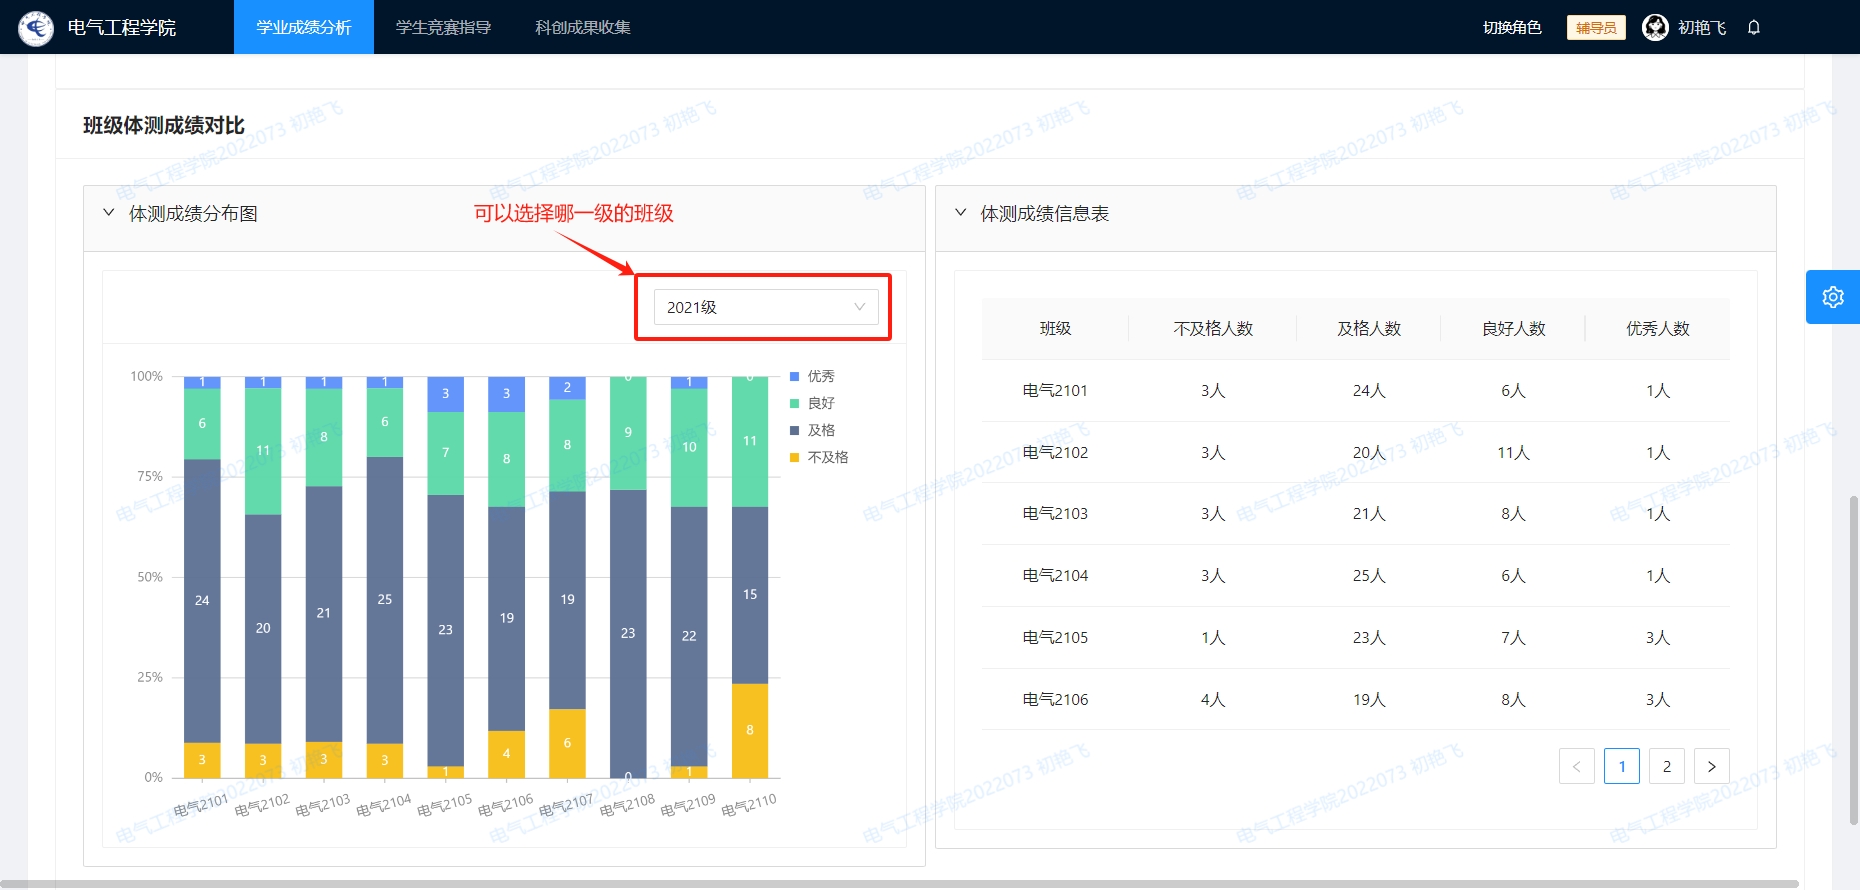 电气工程学院 学业成绩分析 学生竞赛指导 科创成果收集 切换角色 辅导员 初艳飞
班级体测成绩对比
体测成绩分布图
可以选择哪一级的班级
2021级
优秀
良好
及格
不及格
100%
75%
50%
25%
0%
1 1 1 1 3 3 2 0 1 0
6 11 8 6 7 8 8 9 10 11
24 20 21 25 23 19 19 23 22 15
3 3 3 3 1 4 6 0 1 8
电气2101 电气2102 电气2103 电气2104 电气2105 电气2106 电气2107 电气2108 电气2109 电气2110
体测成绩信息表
班级 不及格人数 及格人数 良好人数 优秀人数
电气2101 3人 24人 6人 1人
电气2102 3人 20人 11人 1人
电气2103 3人 21人 8人 1人
电气2104 3人 25人 6人 1人
电气2105 1人 23人 7人 3人
电气2106 4人 19人 8人 3人
< 1 2 >
电气工程学院2022073 初艳飞